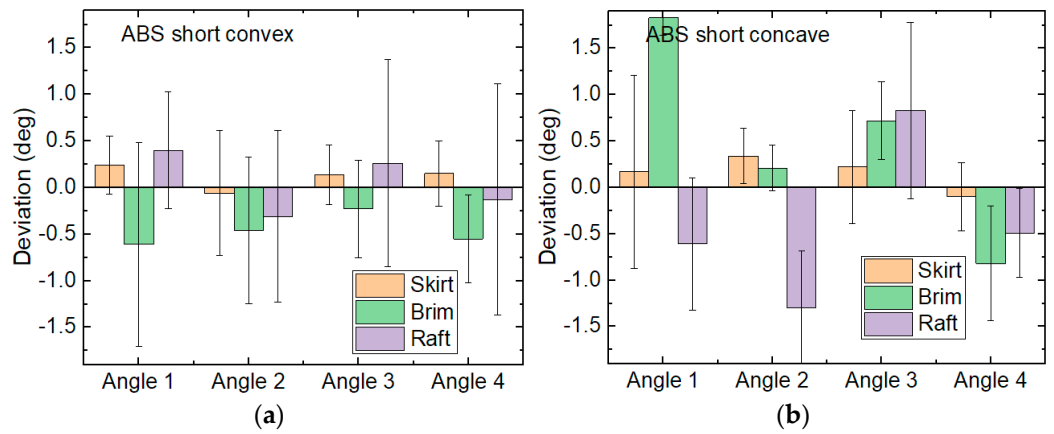 ABS short convex
Deviation (deg)
1.5
1.0
0.5
0.0
-0.5
-1.0
-1.5
Skirt
Brim
Raft
Angle 1 Angle 2 Angle 3 Angle 4
(a)
ABS short concave
Deviation (deg)
1.5
1.0
0.5
0.0
-0.5
-1.0
-1.5
Skirt
Brim
Raft
Angle 1 Angle 2 Angle 3 Angle 4
(b)